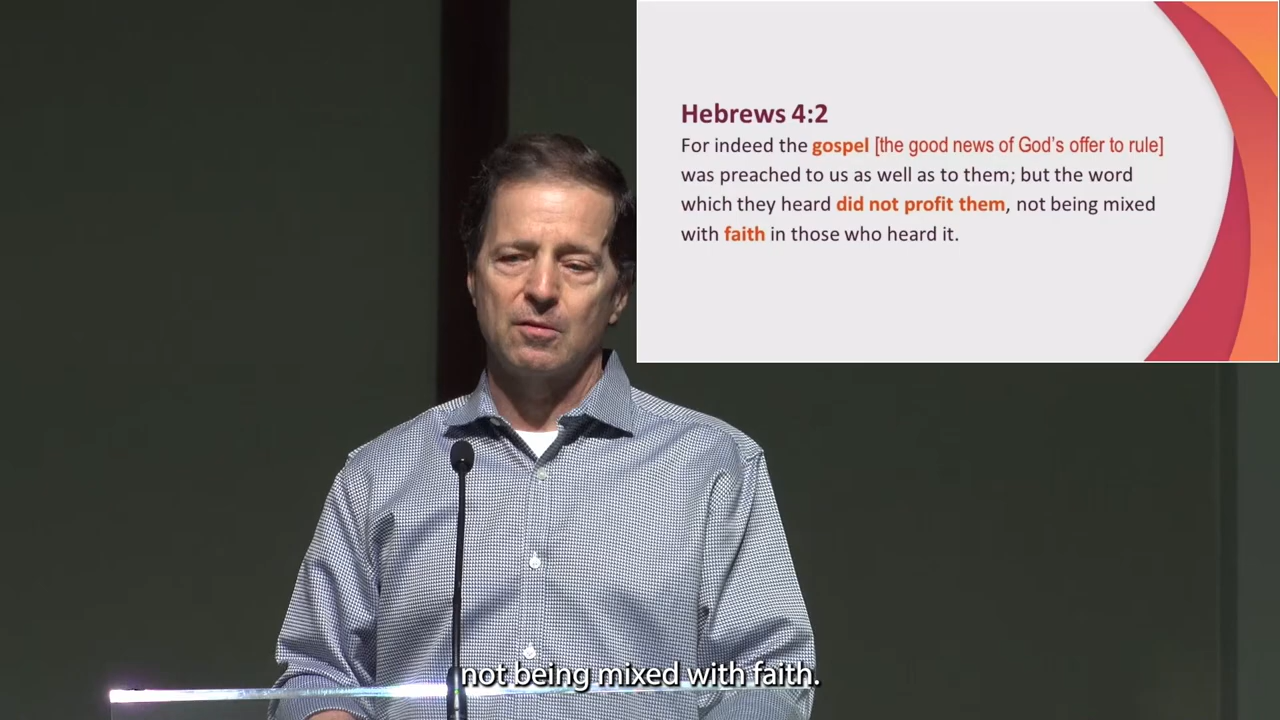 Hebrews 4:2
For indeed the gospel [the good news of God’s offer to rule]
was preached to us as well as to them; but the word
which they heard did not profit them, not being mixed
with faith in those who heard it.
not being mixed with faith.